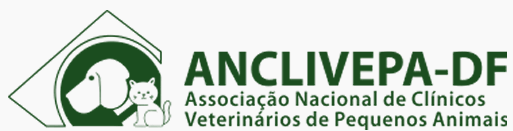 ANCLIVEPA-DF
Associação Nacional de Clínicos
Veterinários de Pequenos Animais